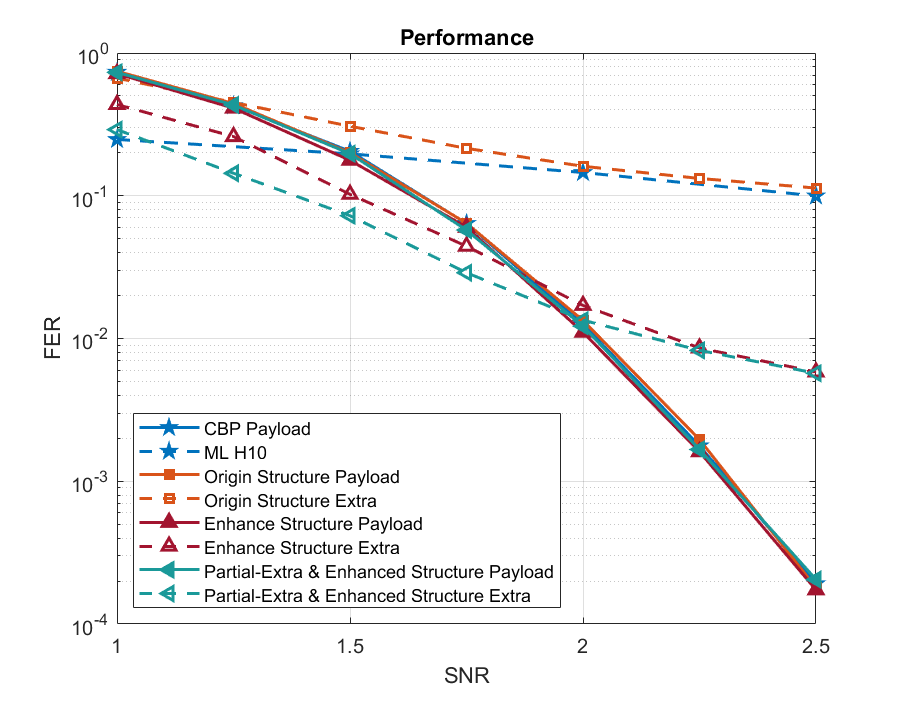 Performance
10^0
10^-1
10^-2
10^-3
10^-4
FER
CBP Payload
ML H10
Origin Structure Payload
Origin Structure Extra
Enhance Structure Payload
Enhance Structure Extra
Partial-Extra & Enhanced Structure Payload
Partial-Extra & Enhanced Structure Extra
1 1.5 2 2.5
SNR